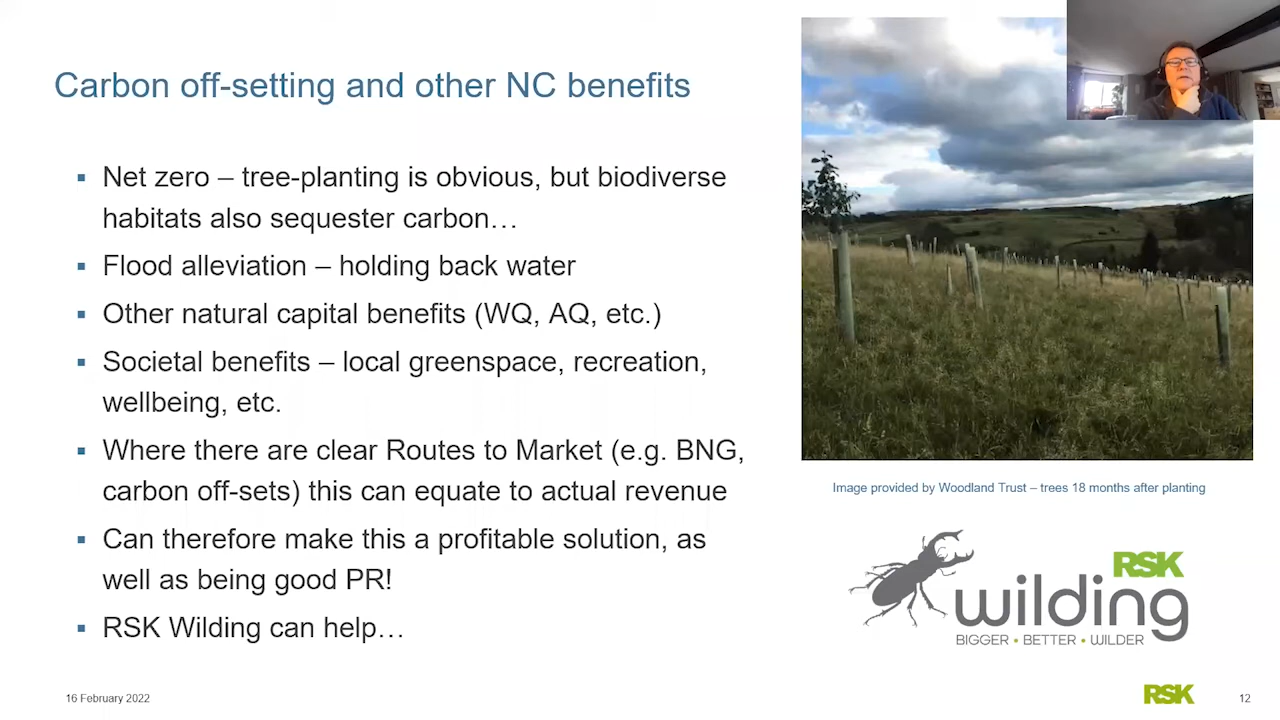 Carbon off-setting and other NC benefits
▪ Net zero – tree-planting is obvious, but biodiverse
habitats also sequester carbon…
▪ Flood alleviation – holding back water
▪ Other natural capital benefits (WQ, AQ, etc.)
▪ Societal benefits – local greenspace, recreation,
wellbeing, etc.
▪ Where there are clear Routes to Market (e.g. BNG,
carbon off-sets) this can equate to actual revenue
▪ Can therefore make this a profitable solution, as
well as being good PR!
▪ RSK Wilding can help…
Image provided by Woodland Trust – trees 18 months after planting
RSK
wilding
BIGGER • BETTER • WILDER
16 February 2022
RSK
12